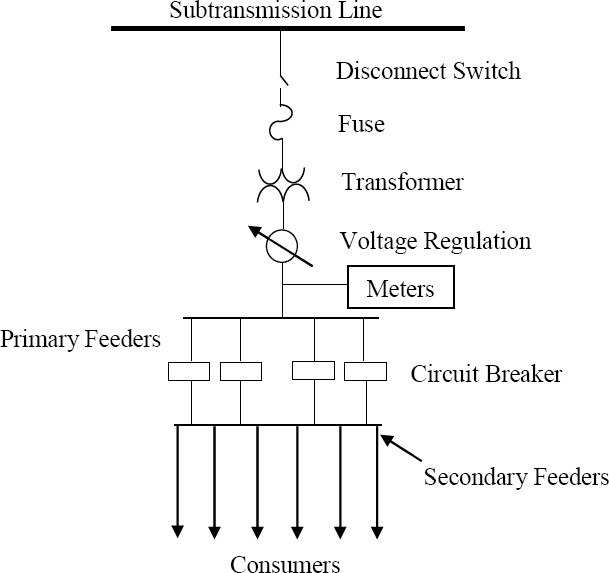 Subtransmission Line
Disconnect Switch
Fuse
Transformer
Voltage Regulation
Meters
Primary Feeders
Circuit Breaker
Secondary Feeders
Consumers